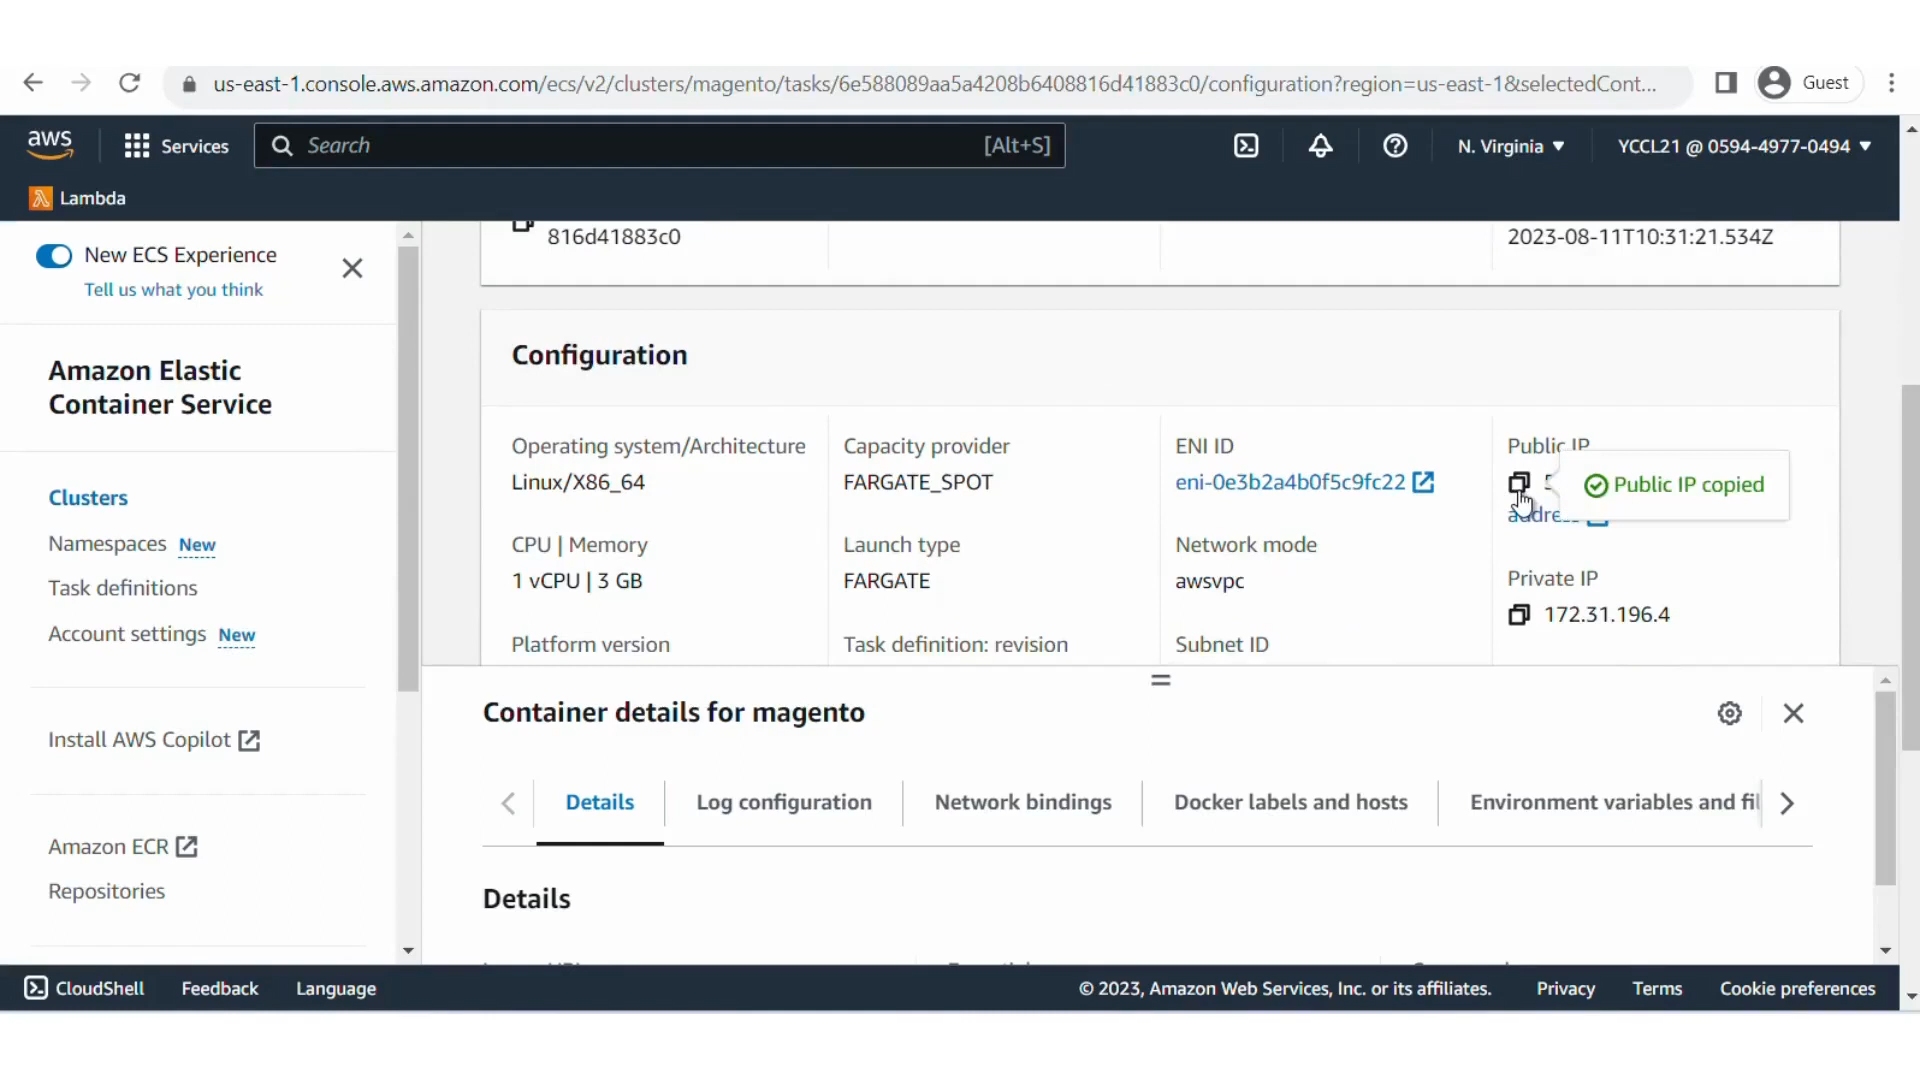 us-east-1.console.aws.amazon.com/ecs/v2/clusters/magento/tasks/6e588089aa5a4208b6408816d41883c0/configuration?region=us-east-1&selectedCont...
Guest
aws
Services
Search
[Alt+S]
N. Virginia
YCCL21 @ 0594-4977-0494
Lambda
New ECS Experience
Tell us what you think
Amazon Elastic
Container Service
Clusters
Namespaces New
Task definitions
Account settings New
Install AWS Copilot
Amazon ECR
Repositories
816d41883c0
2023-08-11T10:31:21.534Z
Configuration
Operating system/Architecture
Linux/X86_64
Capacity provider
FARGATE_SPOT
ENI ID
eni-0e3b2a4b0f5c9fc22
Public IP
Public IP copied
address
CPU | Memory
1 vCPU | 3 GB
Launch type
FARGATE
Network mode
awsvpc
Private IP
172.31.196.4
Platform version
Task definition: revision
Subnet ID
Container details for magento
Details
Log configuration
Network bindings
Docker labels and hosts
Environment variables and fil
Details
CloudShell
Feedback
Language
© 2023, Amazon Web Services, Inc. or its affiliates.
Privacy
Terms
Cookie preferences